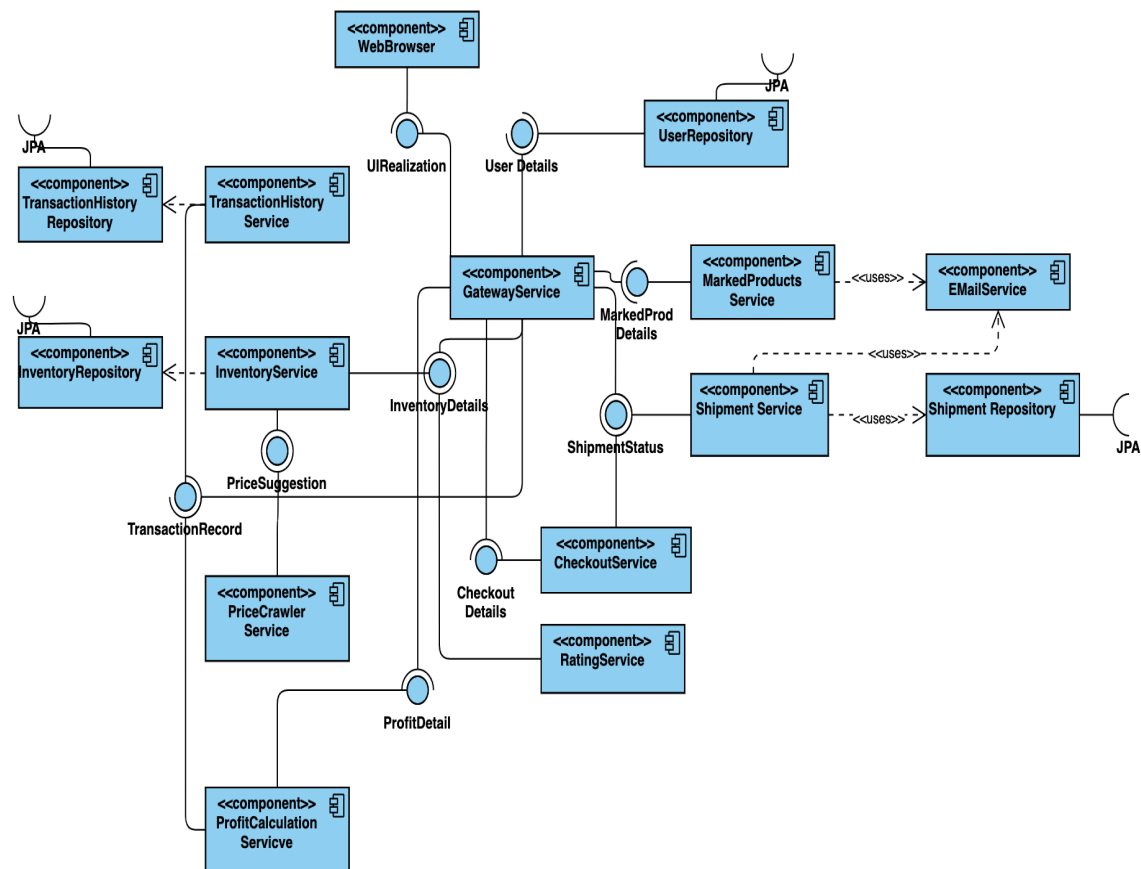 <<component>>
WebBrowser
JPA
<<component>>
UserRepository
UIRealization
User Details
JPA
<<component>>
TransactionHistory
Repository
<<component>>
TransactionHistory
Service
<<component>>
GatewayService
<<component>>
MarkedProducts
Service
<<uses>>
<<component>>
EMailService
MarkedProd
Details
JPA
<<component>>
InventoryRepository
<<component>>
InventoryService
InventoryDetails
<<uses>>
<<component>>
Shipment Service
<<uses>>
<<component>>
Shipment Repository
JPA
ShipmentStatus
PriceSuggestion
TransactionRecord
<<component>>
CheckoutService
Checkout
Details
<<component>>
PriceCrawler
Service
<<component>>
RatingService
ProfitDetail
<<component>>
ProfitCalculation
Servicve